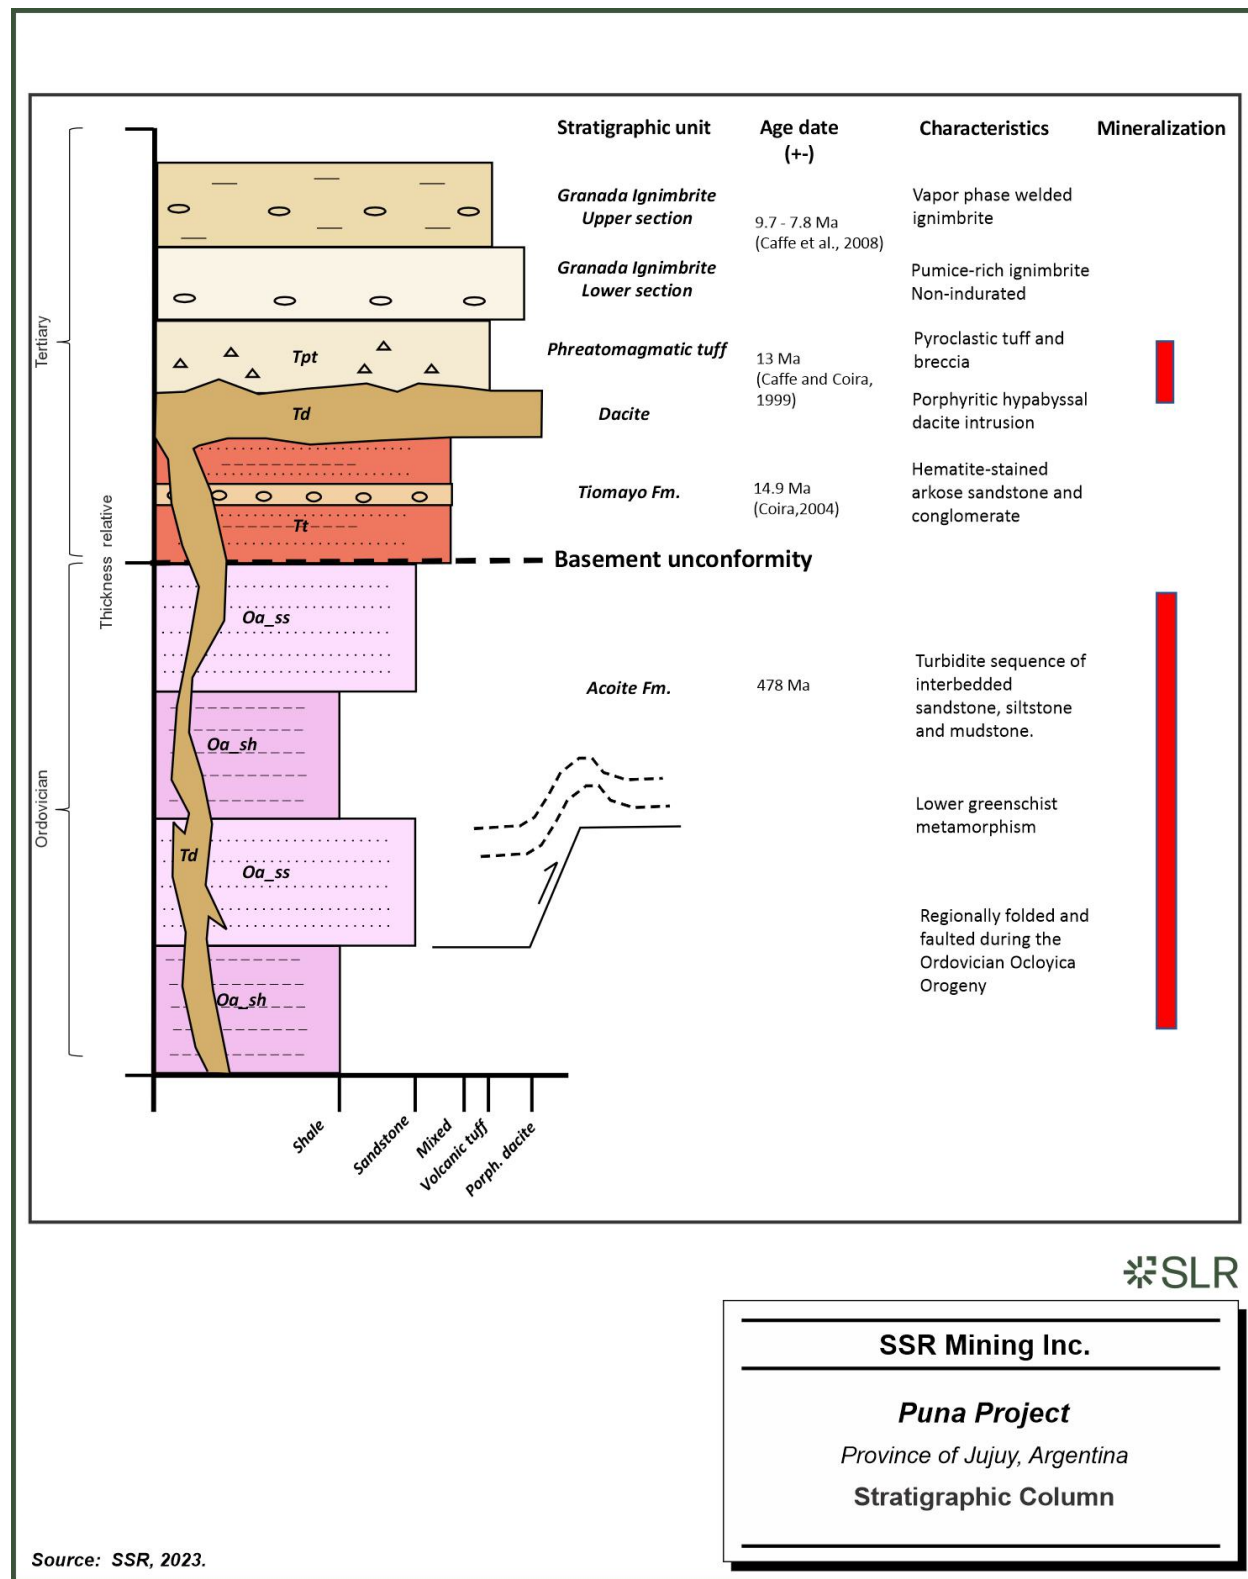 Stratigraphic unit
Age date
(+-)
Characteristics
Mineralization
Tertiary
Thickness relative
Ordovician
Granada Ignimbrite
Upper section
9.7 - 7.8 Ma
(Caffe et al., 2008)
Vapor phase welded
ignimbrite
Granada Ignimbrite
Lower section
Pumice-rich ignimbrite
Non-indurated
Tpt
Phreatomagmatic tuff
13 Ma
(Caffe and Coira,
1999)
Pyroclastic tuff and
breccia
Td
Dacite
Porphyritic hypabyssal
dacite intrusion
Tt
Tiomayo Fm.
14.9 Ma
(Coira,2004)
Hematite-stained
arkose sandstone and
conglomerate
Basement unconformity
Oa_ss
Acoite Fm.
478 Ma
Turbidite sequence of
interbedded
sandstone, siltstone
and mudstone.
Oa_sh
Lower greenschist
metamorphism
Td
Oa_ss
Regionally folded and
faulted during the
Ordovician Ocloyica
Orogeny
Oa_sh
Shale
Sandstone
Mixed
Volcanic tuff
Porph. dacite
SLR
SSR Mining Inc.
Puna Project
Province of Jujuy, Argentina
Stratigraphic Column
Source: SSR, 2023.